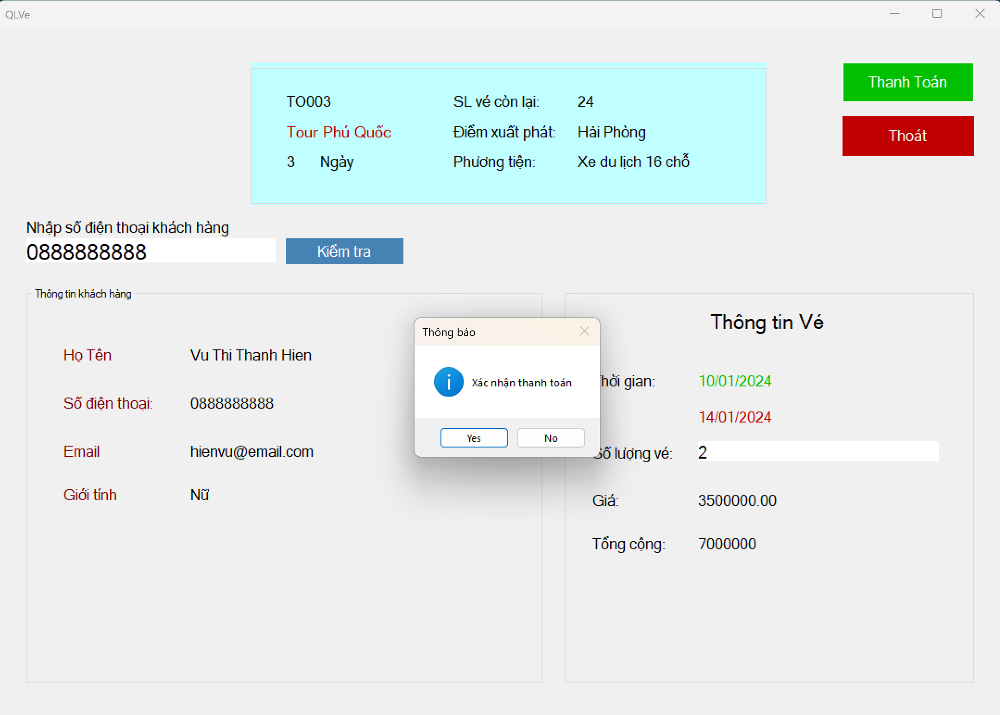 QLVe
TO003
SL vé còn lại:
24
Thanh Toán
Tour Phú Quốc
Điểm xuất phát:
Hải Phòng
Thoát
3 Ngày
Phương tiện:
Xe du lịch 16 chỗ
Nhập số điện thoại khách hàng
0888888888
Kiểm tra
Thông tin khách hàng
Họ Tên
Vu Thi Thanh Hien
Số điện thoại:
0888888888
Email
hienvu@email.com
Giới tính
Nữ
Thông báo
Xác nhận thanh toán
Yes
No
Thông tin Vé
Thời gian:
10/01/2024
14/01/2024
Số lượng vé:
2
Giá:
3500000.00
Tổng cộng:
7000000